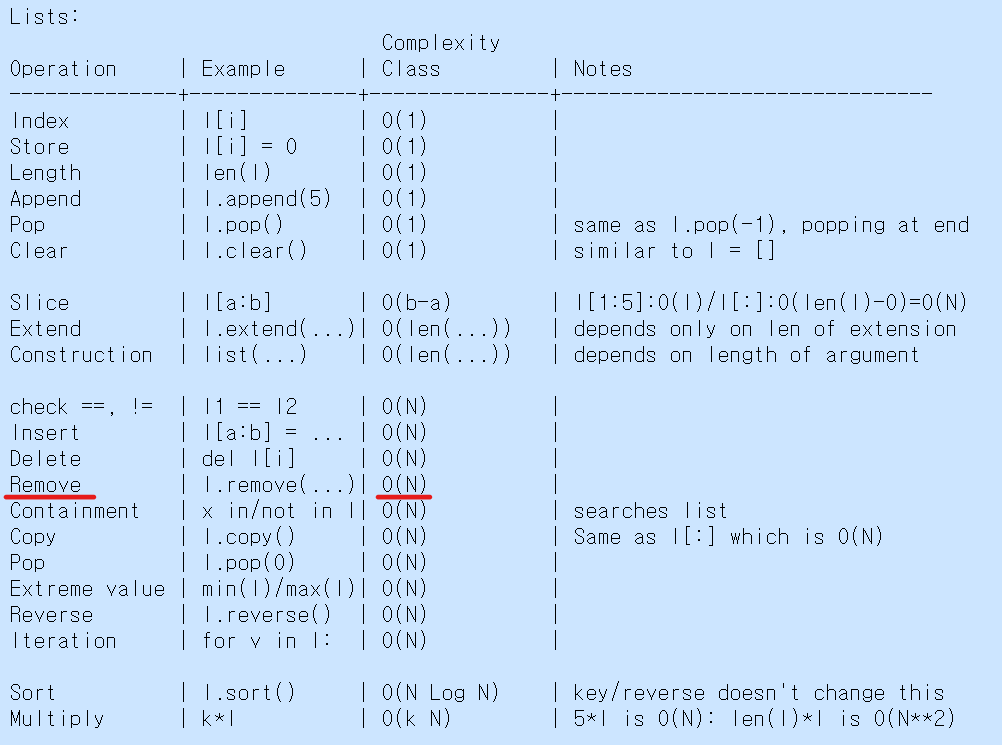 Lists:
                               Complexity
Operation     | Example      | Class         | Notes
--------------+--------------+---------------+-------------------------------
Index         | l[i]         | O(1)          |
Store         | l[i] = 0     | O(1)          |
Length        | len(l)       | O(1)          |
Append        | l.append(5)  | O(1)          |
Pop           | l.pop()      | O(1)          | same as l.pop(-1), popping at end
Clear         | l.clear()    | O(1)          | similar to l = []

Slice         | l[a:b]       | O(b-a)        | l[1:5]:O(l)/l[:]:O(len(l)-0)=O(N)
Extend        | l.extend(...)| O(len(...))   | depends only on len of extension
Construction  | list(...)    | O(len(...))   | depends on length of argument

check ==, !=  | l1 == l2     | O(N)          |
Insert        | l[a:b] = ... | O(N)          |
Delete        | del l[i]     | O(N)          |
Remove        | l.remove(...)| O(N)          |
Containment   | x in/not in l| O(N)          | searches list
Copy          | l.copy()     | O(N)          | Same as l[:] which is O(N)
Pop           | l.pop(0)     | O(N)          |
Extreme value | min(l)/max(l)| O(N)          |
Reverse       | l.reverse()  | O(N)          |
Iteration     | for v in l:  | O(N)          |

Sort          | l.sort()     | O(N Log N)    | key/reverse doesn't change this
Multiply      | k*l          | O(k N)        | 5*l is O(N): len(l)*l is O(N**2)